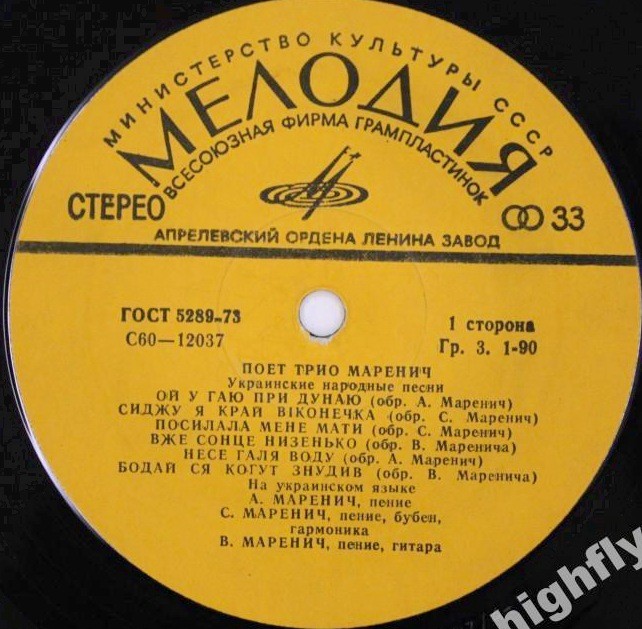 МИНИСТЕРСТВО КУЛЬТУРЫ СССР
МЕЛОДИЯ
ВСЕСОЮЗНАЯ ФИРМА ГРАМПЛАСТИНОК
СТЕРЕО
33
АПРЕЛЕВСКИЙ ОРДЕНА ЛЕНИНА ЗАВОД
ГОСТ 5289-73
1 сторона
С60—12037
Гр. 3. 1-90
ПОЕТ ТРИО МАРЕНИЧ
Украинские народные песни
ОЙ У ГАЮ ПРИ ДУНАЮ (обр. А. Маренич)
СИДЖУ Я КРАЙ ВІКОНЕЧКА (обр. С. Маренич)
ПОСИЛАЛА МЕНЕ МАТИ (обр. С. Маренич)
ВЖЕ СОНЦЕ НИЗЕНЬКО (обр. В. Маренича)
НЕСЕ ГАЛЯ ВОДУ (обр. А. Маренич)
БОДАЙ СЯ КОГУТ ЗНУДИВ (обр. В. Маренича)
На украинском языке
А. МАРЕНИЧ, пение
С. МАРЕНИЧ, пение, бубен,
гармоника
В. МАРЕНИЧ, пение, гитара
highfly